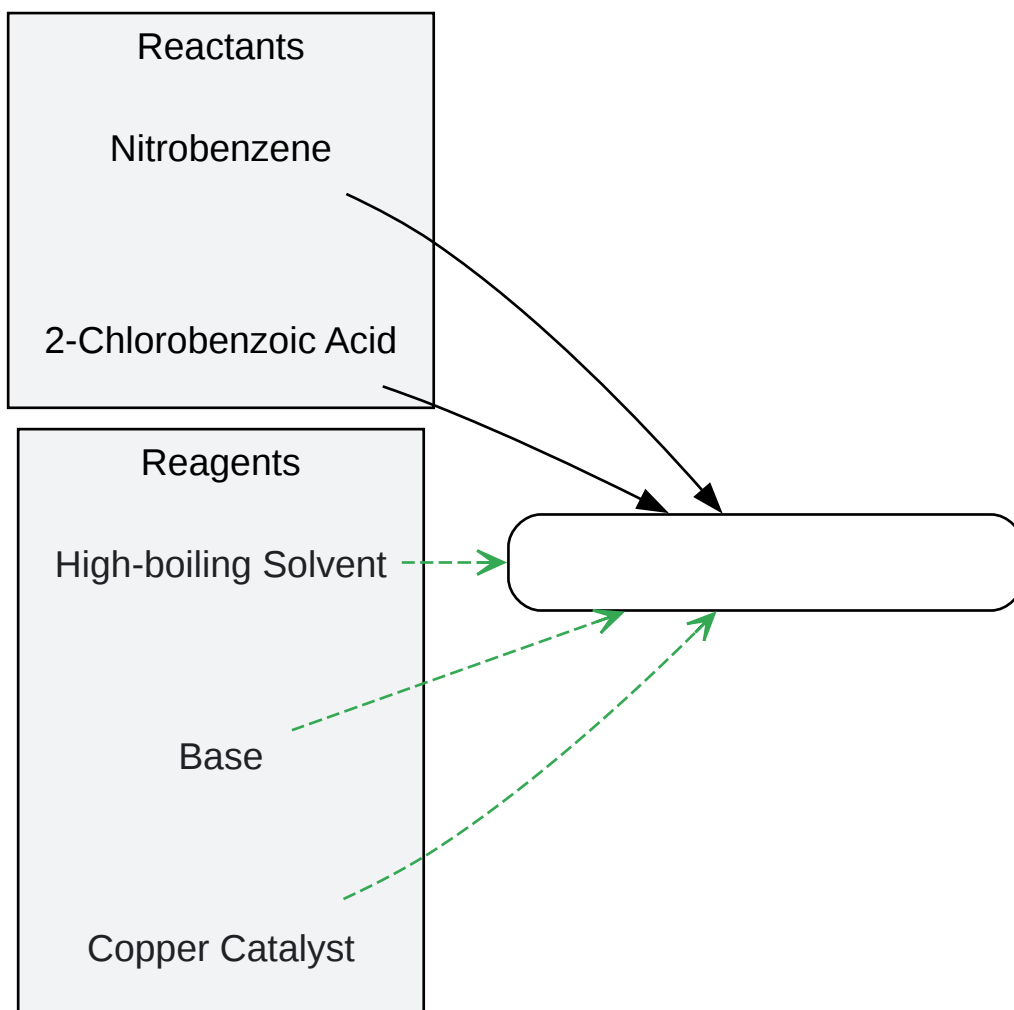 Reactants
Nitrobenzene
2-Chlorobenzoic Acid
Reagents
High-boiling Solvent
Base
Copper Catalyst